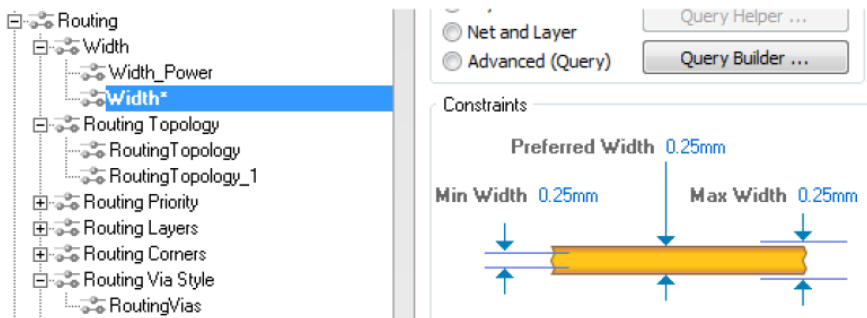 Routing
Width
Width_Power
Width*
Routing Topology
RoutingTopology
RoutingTopology_1
Routing Priority
Routing Layers
Routing Corners
Routing Via Style
RoutingVias
Query Helper ...
Net and Layer
Advanced (Query)
Query Builder ...
Constraints
Preferred Width 0.25mm
Min Width 0.25mm
Max Width 0.25mm